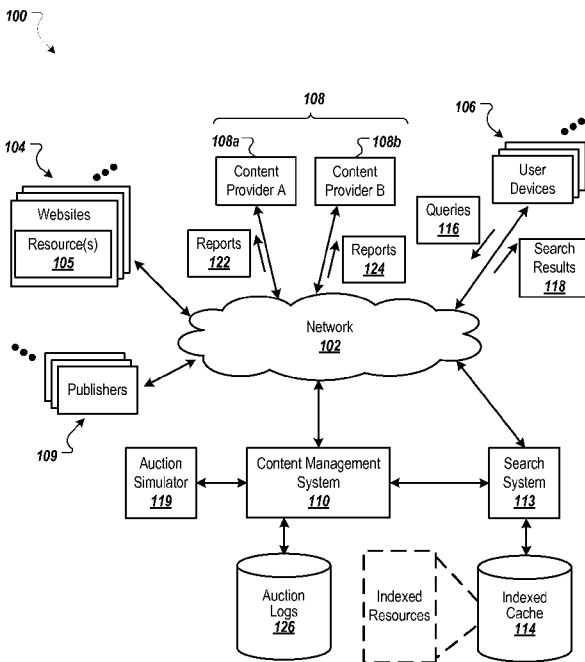 100
108
108a
108b
106
104
Content
Provider A
Content
Provider B
User
Devices
Websites
Resource(s)
105
Queries
116
Reports
122
Reports
124
Search
Results
118
Network
102
Publishers
109
Auction
Simulator
119
Content Management
System
110
Search
System
113
Auction
Logs
126
Indexed
Resources
Indexed
Cache
114